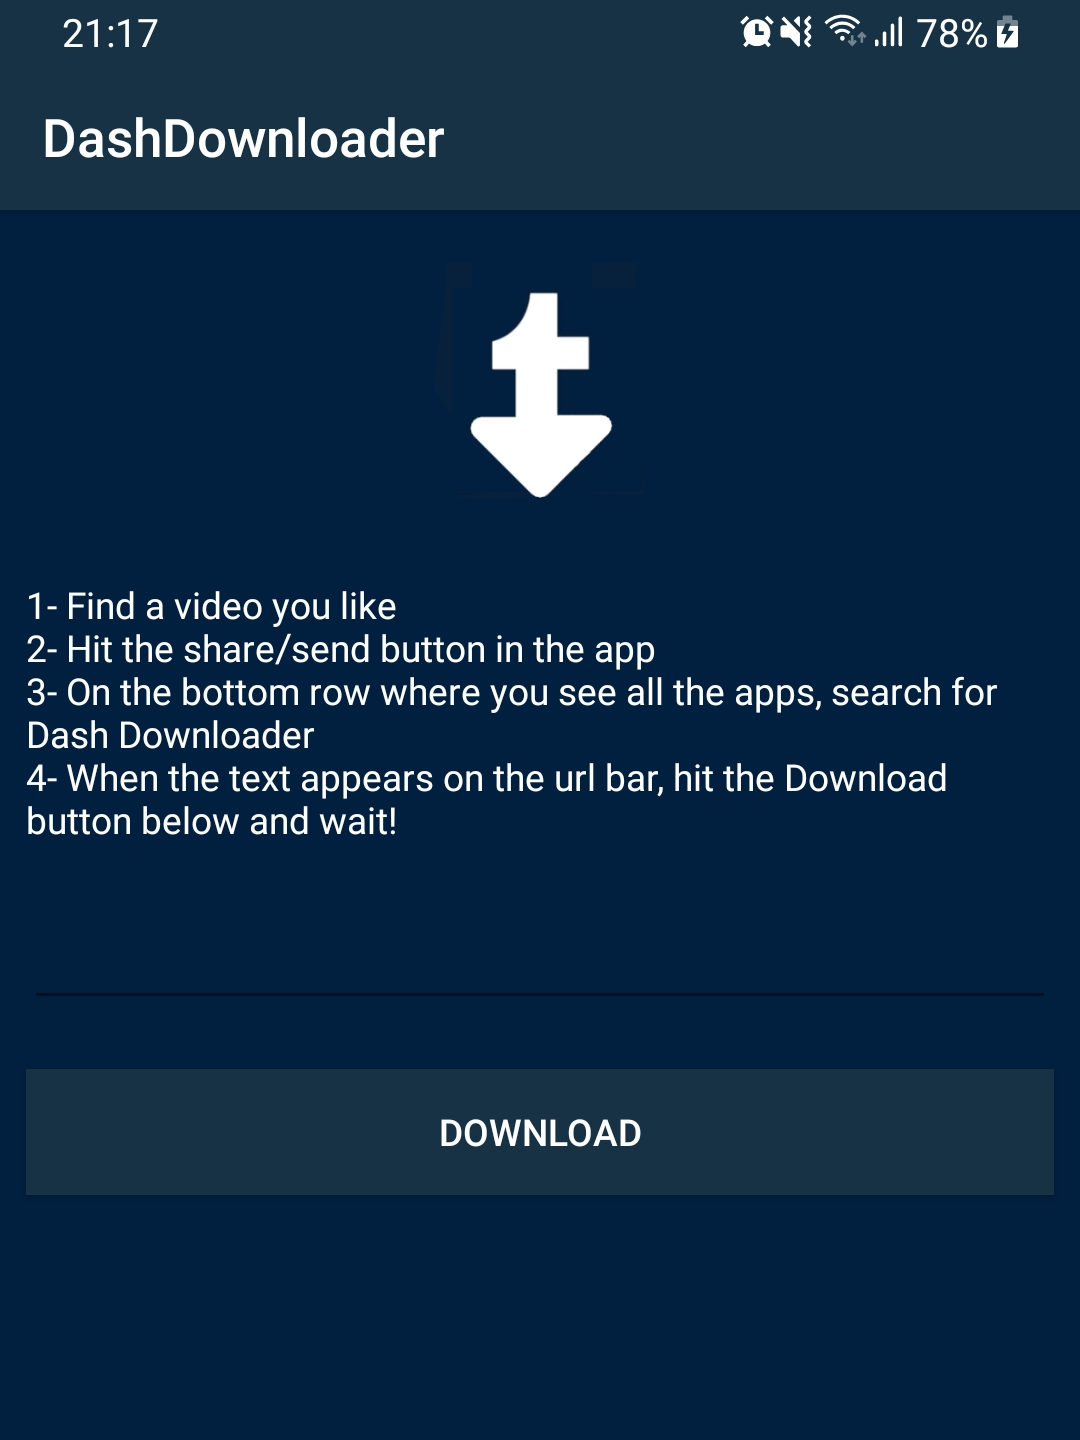 21:17
78%
DashDownloader
1- Find a video you like
2- Hit the share/send button in the app
3- On the bottom row where you see all the apps, search for
Dash Downloader
4- When the text appears on the url bar, hit the Download
button below and wait!
DOWNLOAD